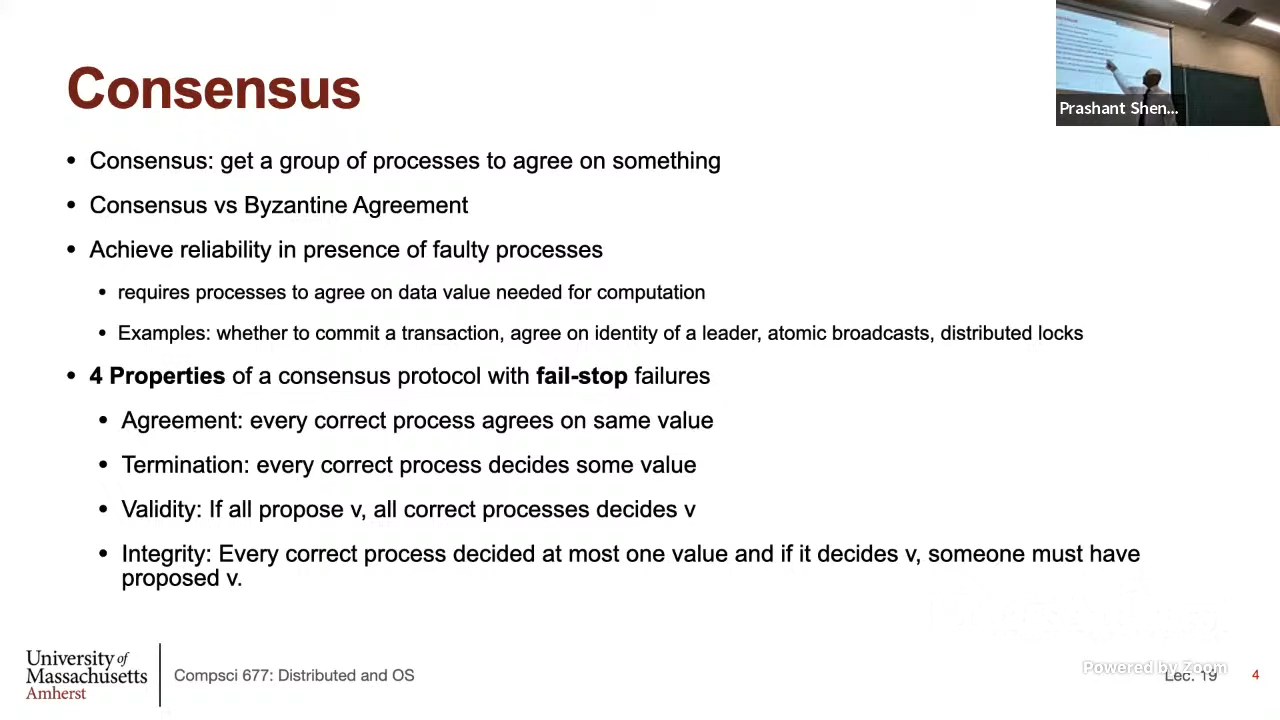 Consensus
Prashant Shen...
• Consensus: get a group of processes to agree on something
• Consensus vs Byzantine Agreement
• Achieve reliability in presence of faulty processes
• requires processes to agree on data value needed for computation
• Examples: whether to commit a transaction, agree on identity of a leader, atomic broadcasts, distributed locks
• 4 Properties of a consensus protocol with fail-stop failures
• Agreement: every correct process agrees on same value
• Termination: every correct process decides some value
• Validity: If all propose v, all correct processes decides v
• Integrity: Every correct process decided at most one value and if it decides v, someone must have
proposed v.
University of
Massachusetts
Amherst
Compsci 677: Distributed and OS
Powered by Zoom
Lec. 19
4